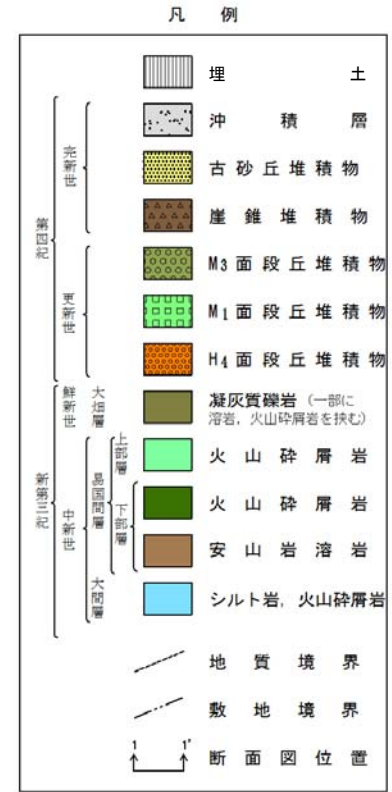 凡 例
埋 土
沖 積 層
古 砂 丘 堆 積 物
崖 錐 堆 積 物
M3 面 段 丘 堆 積 物
M1 面 段 丘 堆 積 物
H4 面 段 丘 堆 積 物
凝灰質礫岩 (一部に
溶岩, 火山砕屑岩を挟む)
火 山 砕 屑 岩
火 山 砕 屑 岩
安 山 岩 溶 岩
シルト岩, 火山砕屑岩
地 質 境 界
敷 地 境 界
1 1' 断 面 図 位 置
第四紀
完新世
更新世
新第三紀
鮮新世
大畑層
中新世
易国間層
上部層
下部層
大間層